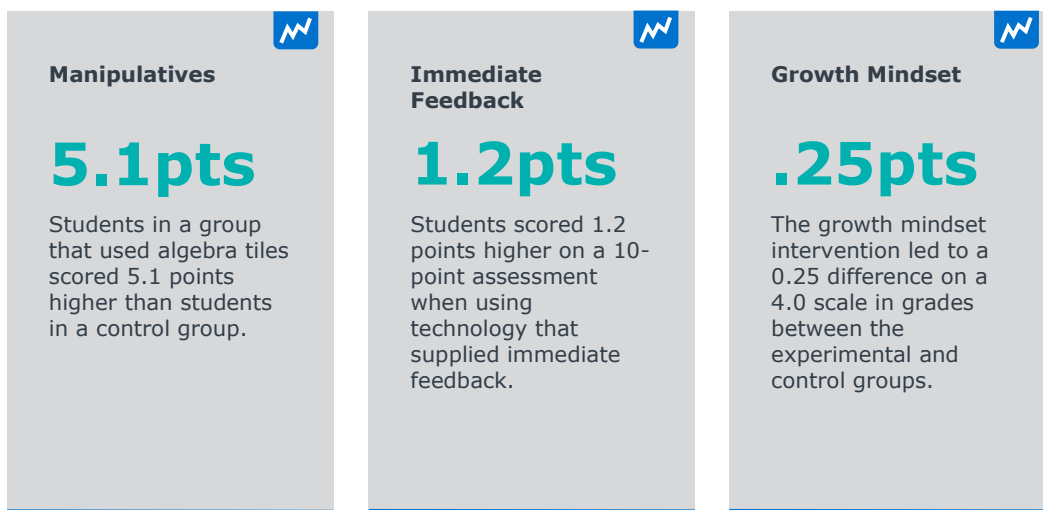 Manipulatives
5.1pts
Students in a group
that used algebra tiles
scored 5.1 points
higher than students
in a control group.
Immediate
Feedback
1.2pts
Students scored 1.2
points higher on a 10-
point assessment
when using
technology that
supplied immediate
feedback.
Growth Mindset
.25pts
The growth mindset
intervention led to a
0.25 difference on a
4.0 scale in grades
between the
experimental and
control groups.